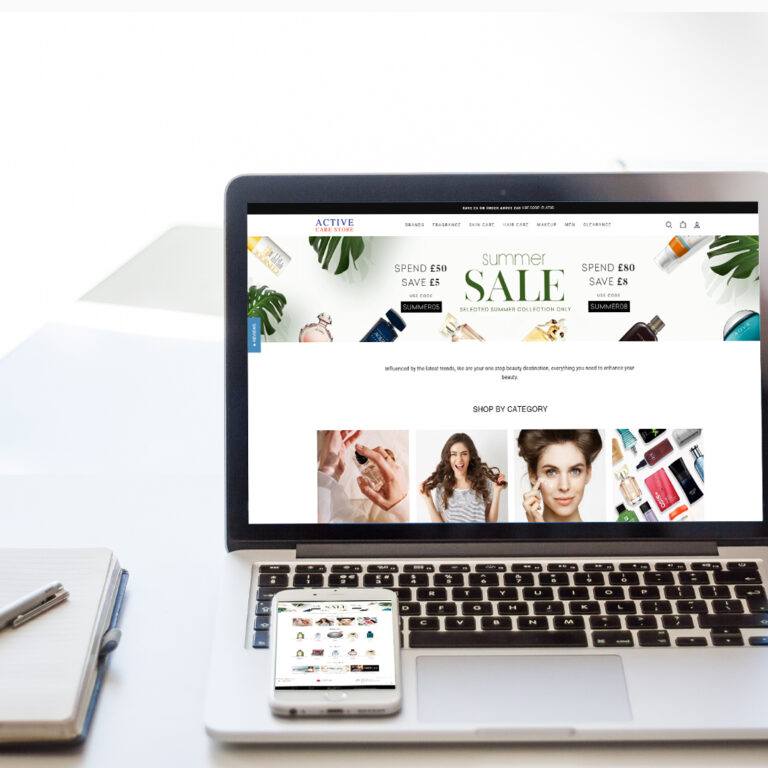 ACTIVE
CARE STORE
BRANDS FRAGRANCE SKIN CARE HAIR CARE MAKEUP MEN CLEARANCE
summer
SALE
SELECTED SUMMER COLLECTION ONLY
SPEND £50
SAVE £5
USE CODE
SUMMER05
SPEND £80
SAVE £8
USE CODE
SUMMER08
REVIEWS
Influenced by the latest trends, We are your one stop beauty destination, everything you need to enhance your
beauty.
SHOP BY CATEGORY
SALE